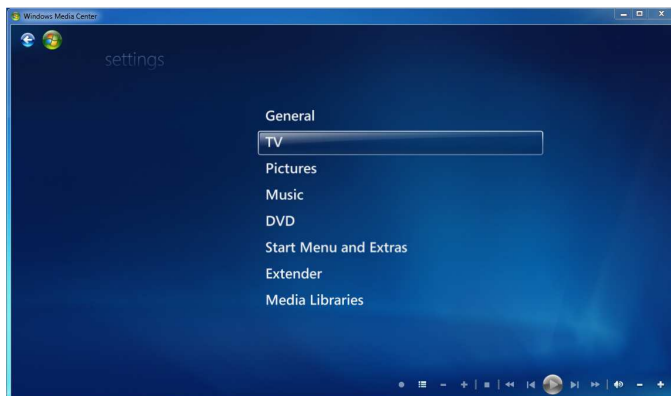 Windows Media Center
settings
General
TV
Pictures
Music
DVD
Start Menu and Extras
Extender
Media Libraries